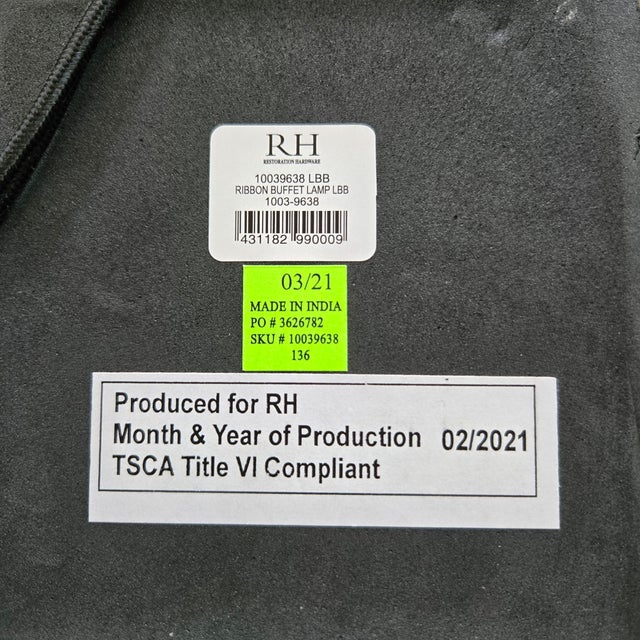 RH
RESTORATION HARDWARE
10039638 LBB
RIBBON BUFFET LAMP LBB
1003-9638
431182 990009
03/21
MADE IN INDIA
PO # 3626782
SKU # 10039638
136
Produced for RH
Month & Year of Production 02/2021
TSCA Title VI Compliant